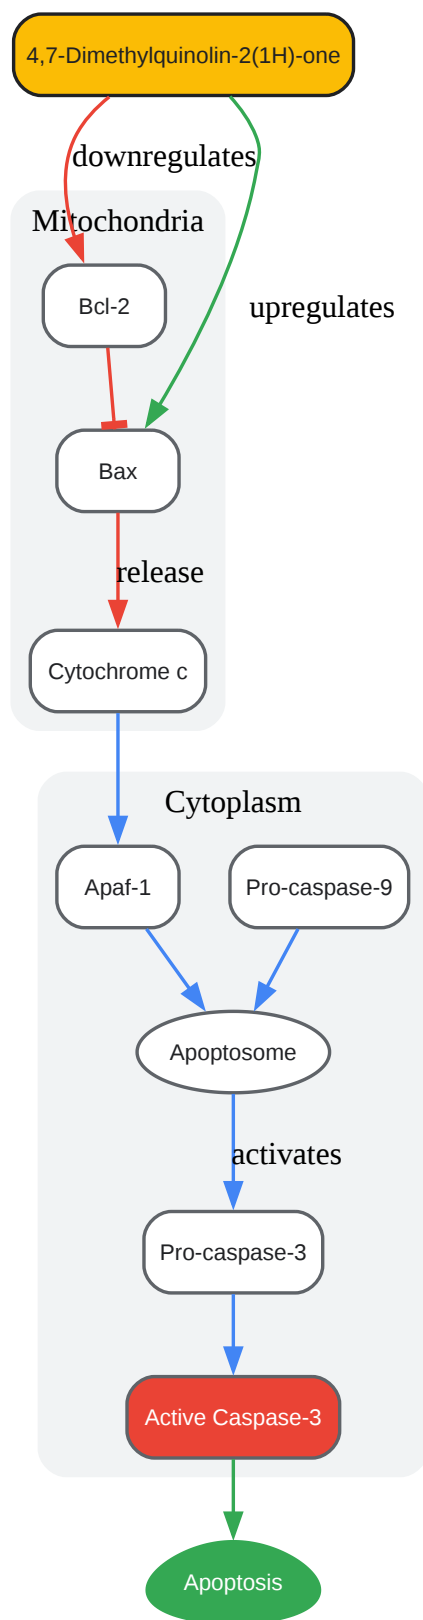 4,7-Dimethylquinolin-2(1H)-one
downregulates
Mitochondria
Bcl-2
upregulates
Bax
release
Cytochrome c
Cytoplasm
Apaf-1
Pro-caspase-9
Apoptosome
activates
Pro-caspase-3
Active Caspase-3
Apoptosis